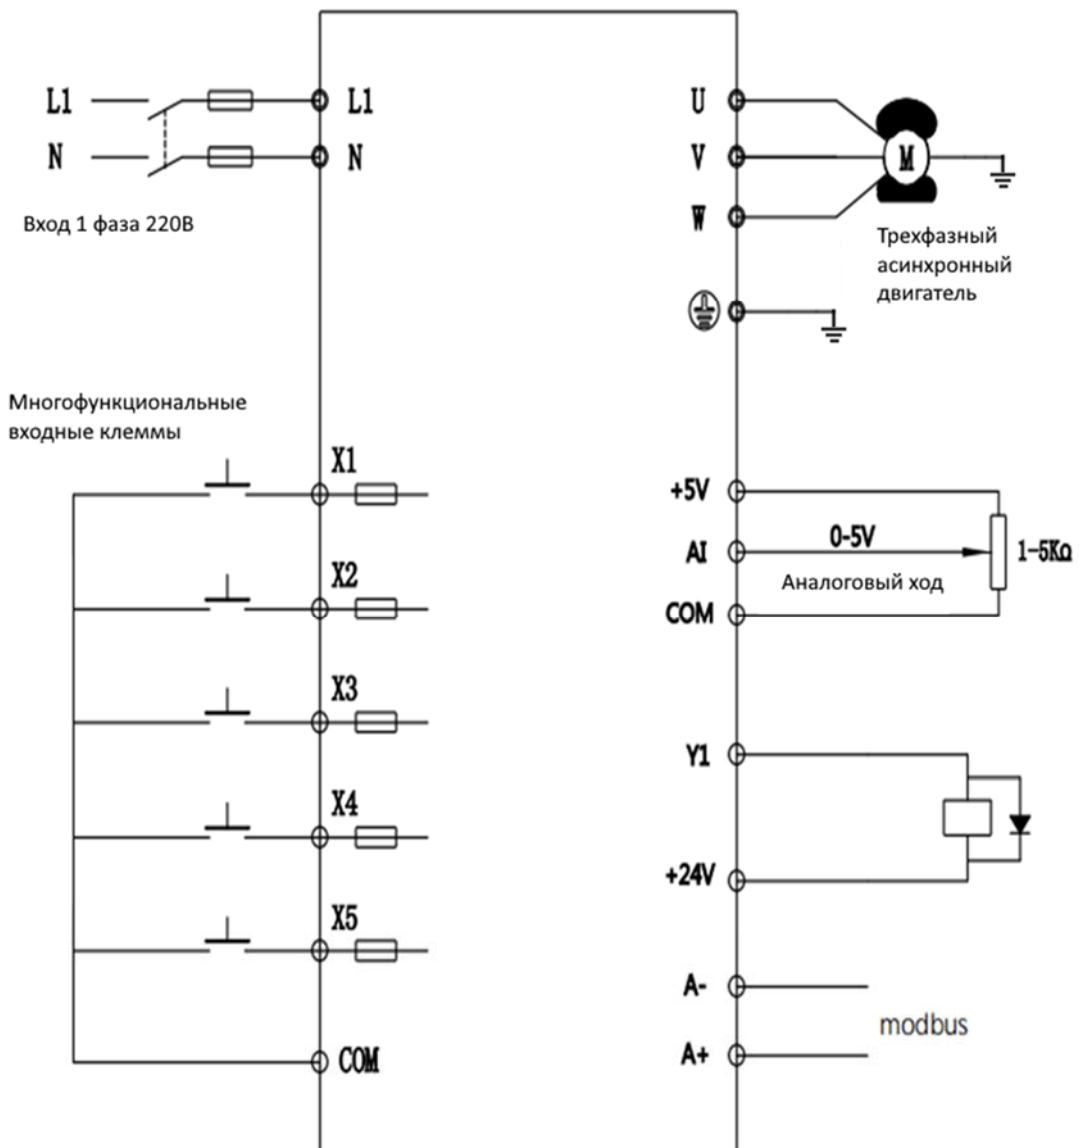 L1
L1
N
N
Вход 1 фаза 220В
U
V
W
M
Трехфазный
асинхронный
двигатель
Многофункциональные
входные клеммы
X1
X2
X3
X4
X5
COM
+5V
AI
0-5V
1-5KΩ
Аналоговый ход
COM
Y1
+24V
A-
modbus
A+